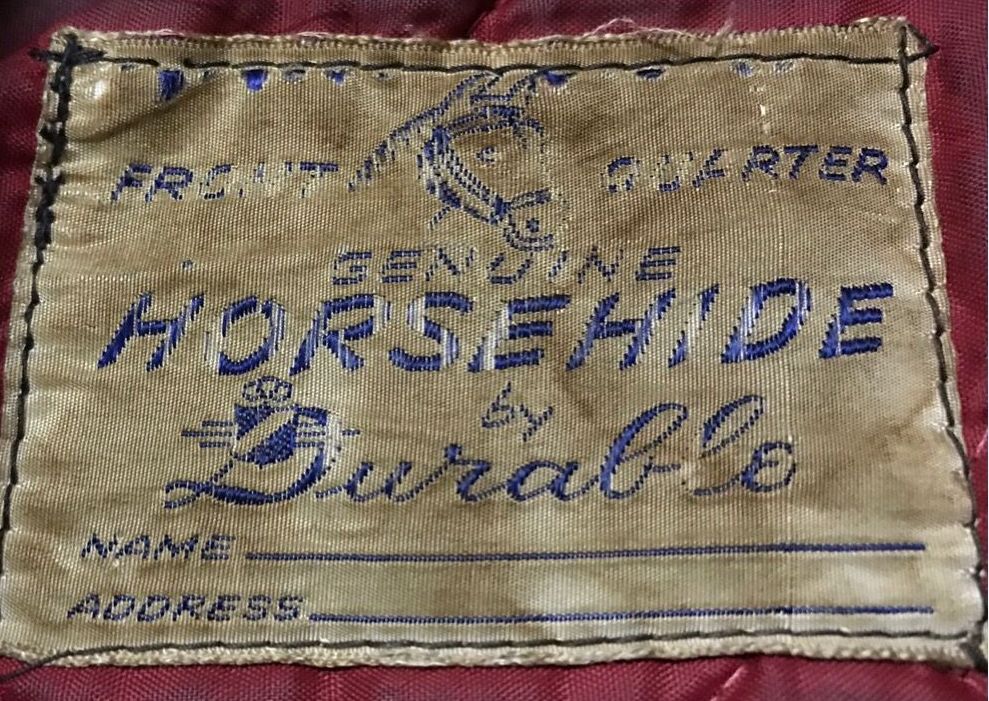 FRONT QUARTER
GENUINE
HORSEHIDE
by
Durable
NAME
ADDRESS